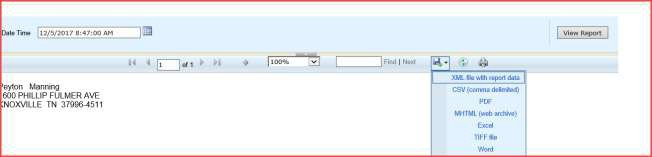 Date Time 12/5/2017 8:47:00 AM View Report
1 of 1 100% Find | Next
XML file with report data
CSV (comma delimited)
PDF
MHTML (web archive)
Excel
TIFF file
Word
Peyton Manning
1600 PHILLIP FULMER AVE
KNOXVILLE TN 37996-4511